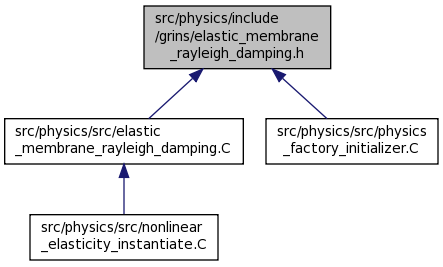 src/physics/include
/grins/elastic_membrane
_rayleigh_damping.h
src/physics/src/elastic
_membrane_rayleigh_damping.C
src/physics/src/physics
_factory_initializer.C
src/physics/src/nonlinear
_elasticity_instantiate.C